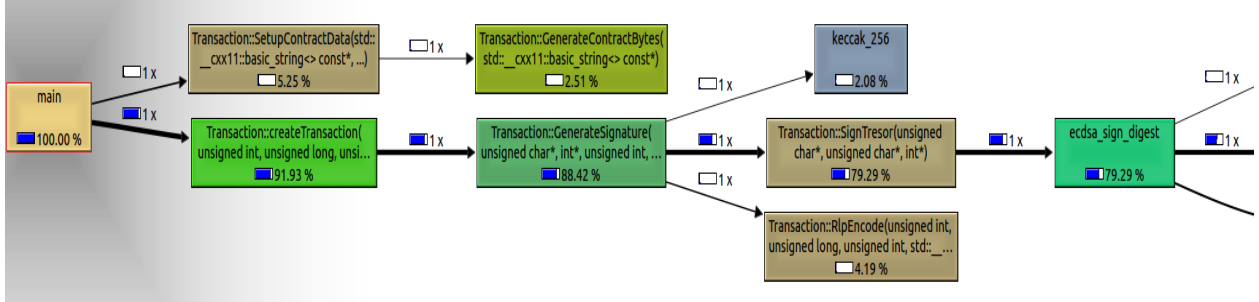 main
100.00 %
1 x
Transaction::SetupContractData(std::
__cxx11::basic_string<> const*, ...)
5.25 %
1 x
Transaction::GenerateContractBytes(
std::__cxx11::basic_string<> const*)
2.51 %
1 x
Transaction::createTransaction(
unsigned int, unsigned long, unsi...
91.93 %
1 x
Transaction::GenerateSignature(
unsigned char*, int*, unsigned int, ...
88.42 %
1 x
keccak_256
2.08 %
1 x
Transaction::SignTresor(unsigned
char*, unsigned char*, int*)
79.29 %
1 x
Transaction::RlpEncode(unsigned int,
unsigned long, unsigned int, std::__...
4.19 %
1 x
ecdsa_sign_digest
79.29 %
1 x
1 x